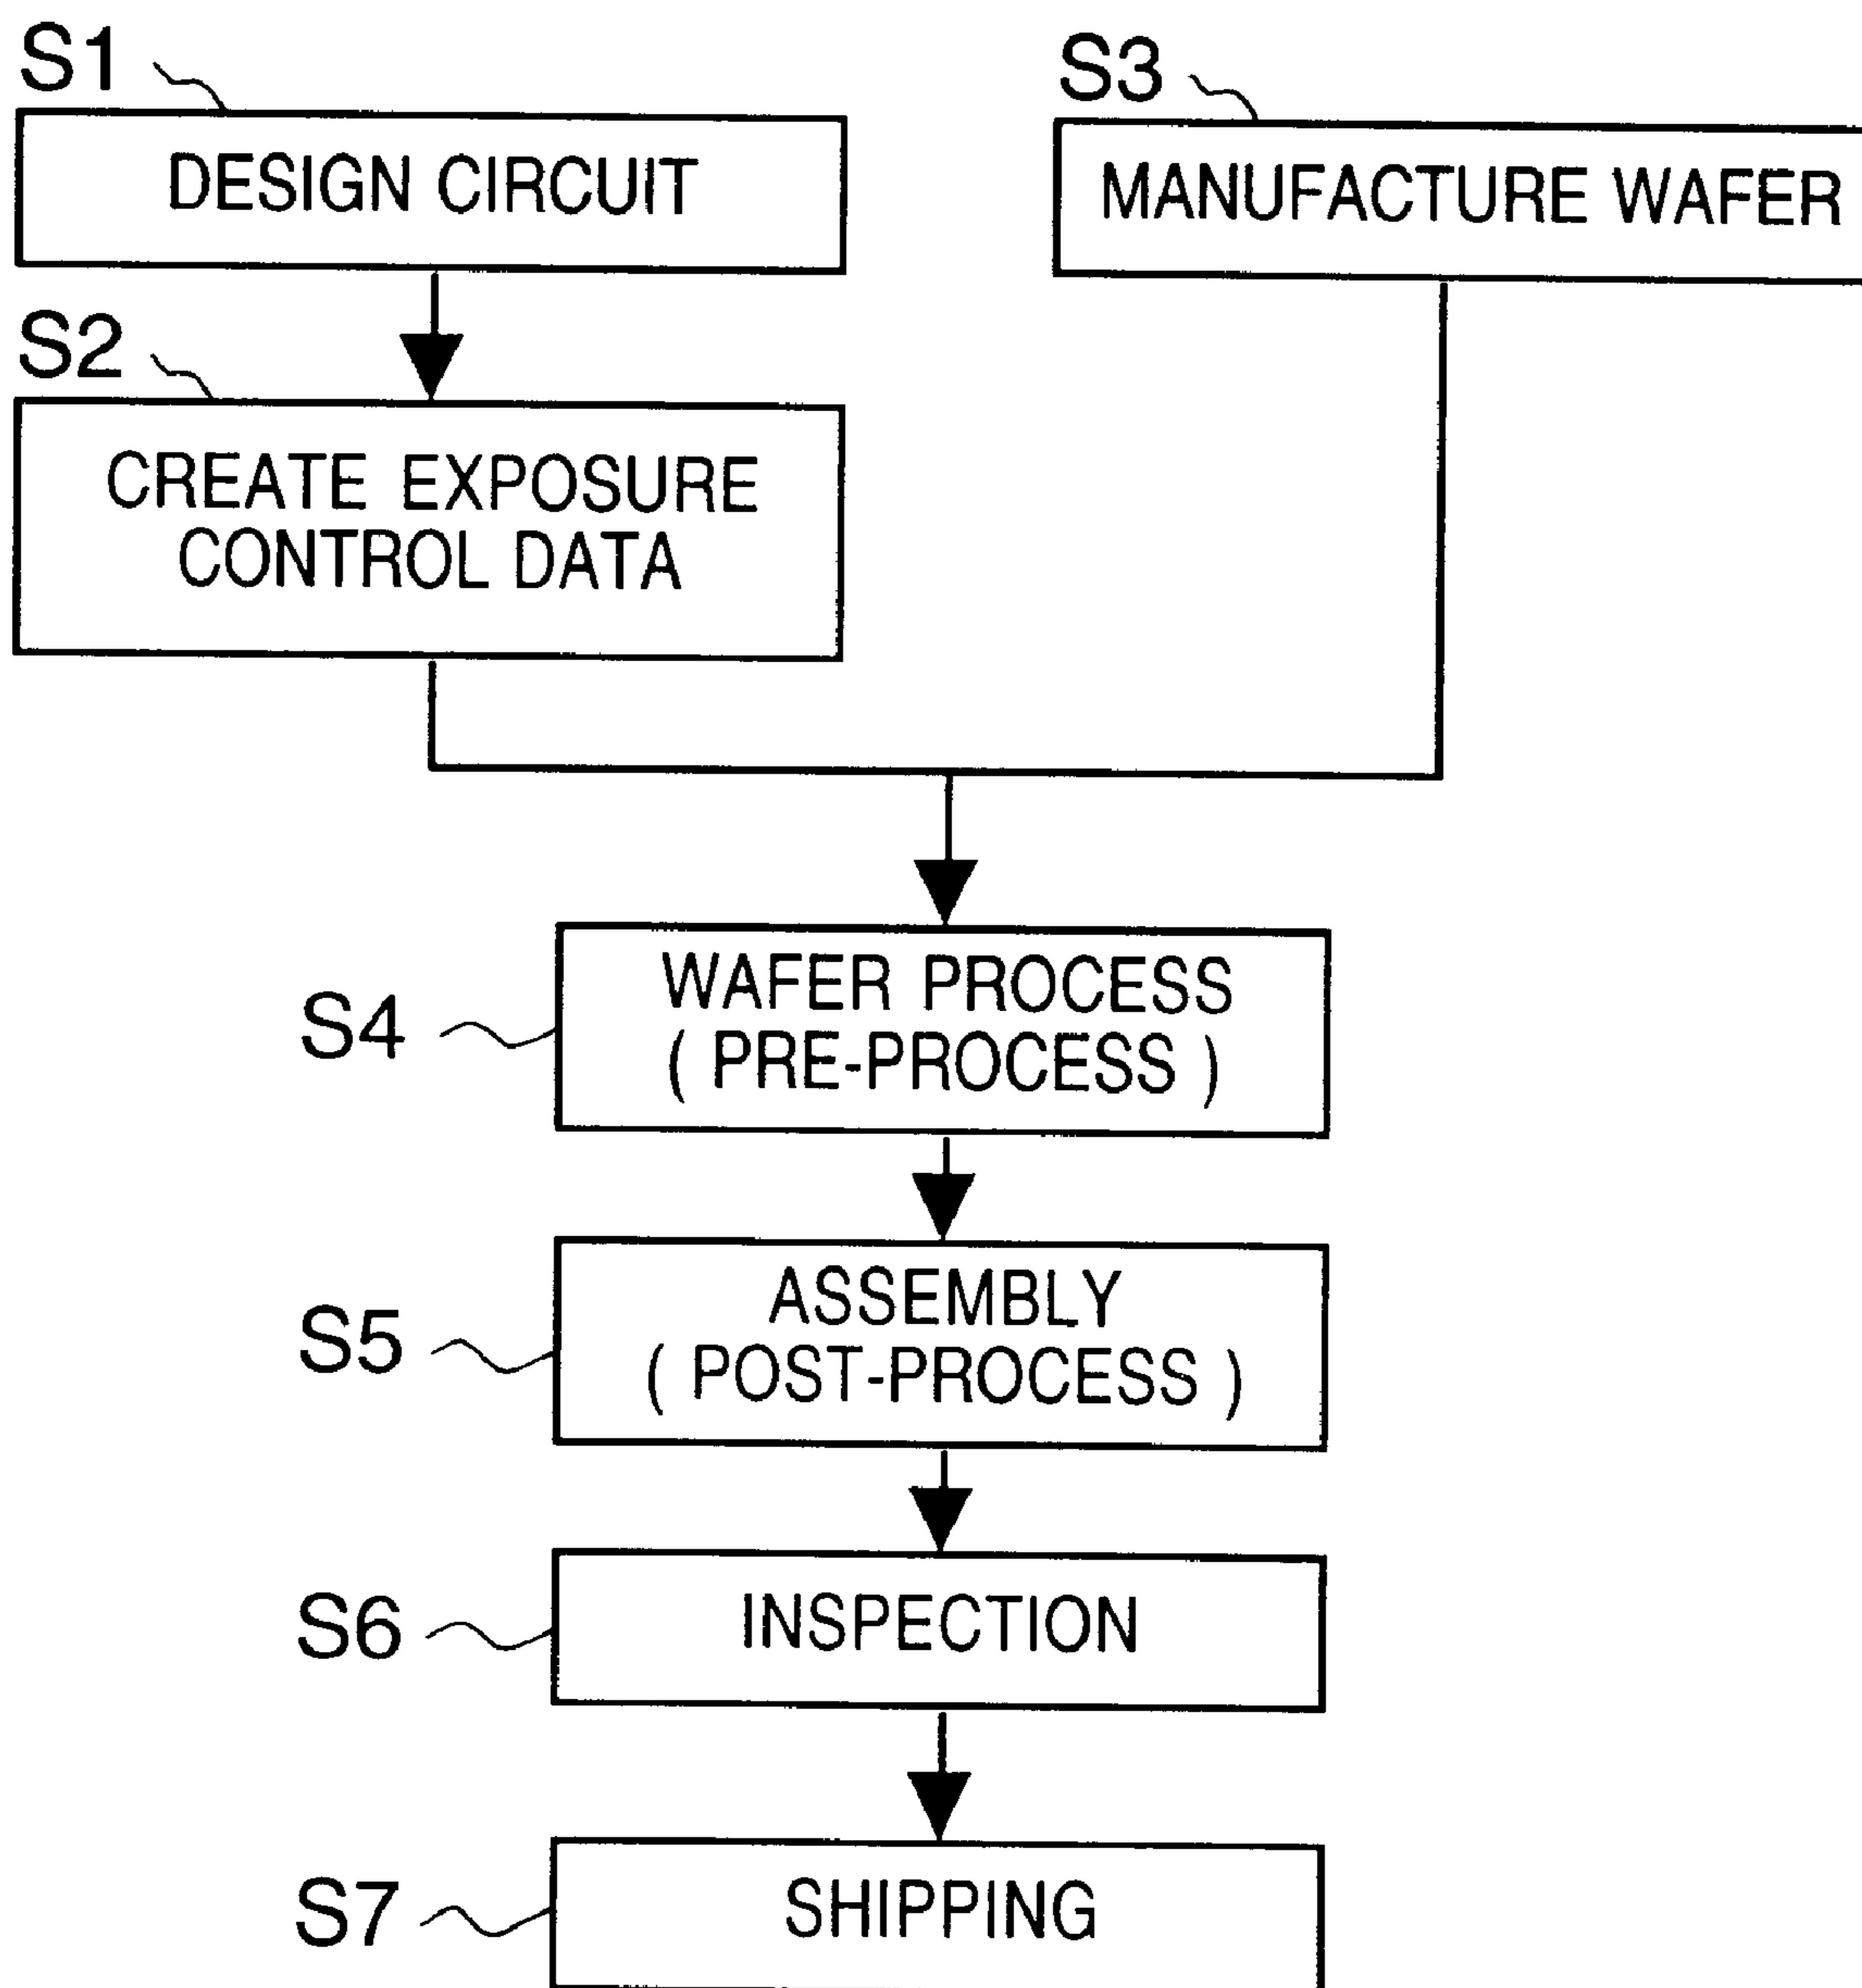 S1
DESIGN CIRCUIT
S3
MANUFACTURE WAFER
S2
CREATE EXPOSURE
CONTROL DATA
S4
WAFER PROCESS
( PRE-PROCESS )
S5
ASSEMBLY
( POST-PROCESS )
S6
INSPECTION
S7
SHIPPING